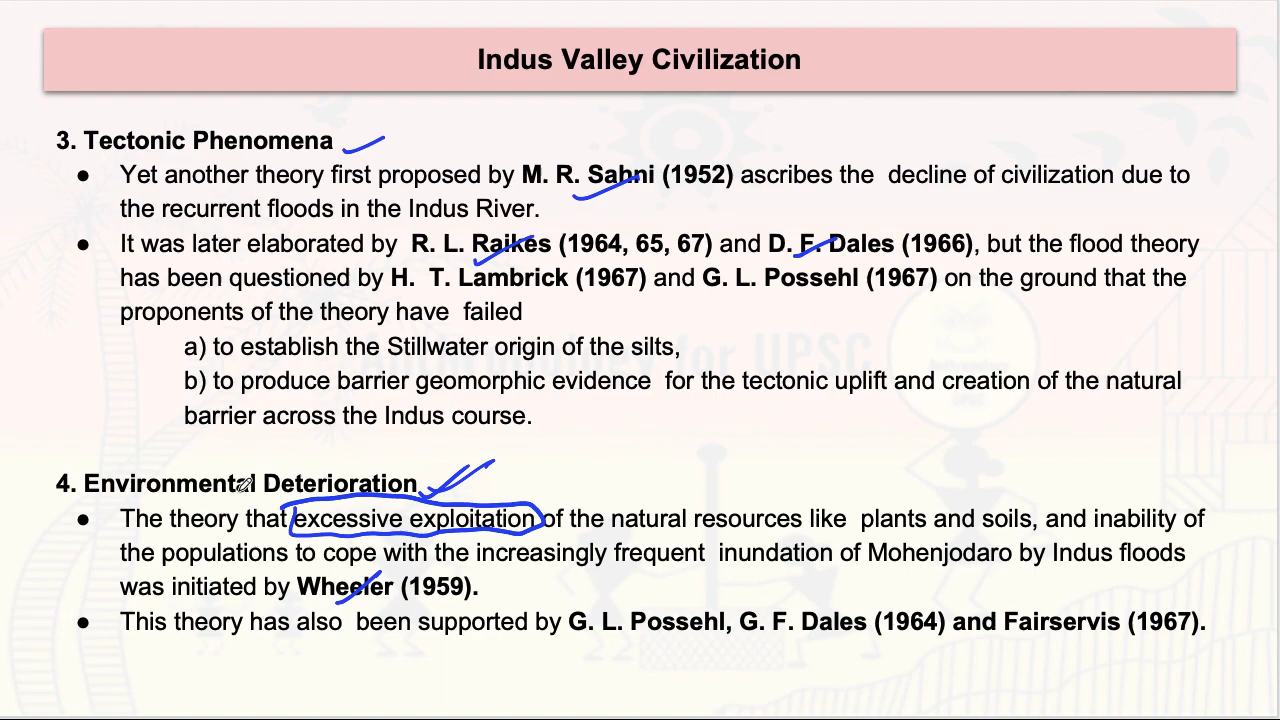 Indus Valley Civilization
3. Tectonic Phenomena
● Yet another theory first proposed by M. R. Sahni (1952) ascribes the decline of civilization due to
the recurrent floods in the Indus River.
● It was later elaborated by R. L. Raikes (1964, 65, 67) and D. F. Dales (1966), but the flood theory
has been questioned by H. T. Lambrick (1967) and G. L. Possehl (1967) on the ground that the
proponents of the theory have failed
a) to establish the Stillwater origin of the silts,
b) to produce barrier geomorphic evidence for the tectonic uplift and creation of the natural
barrier across the Indus course.
4. Environmental Deterioration
● The theory that excessive exploitation of the natural resources like plants and soils, and inability of
the populations to cope with the increasingly frequent inundation of Mohenjodaro by Indus floods
was initiated by Wheeler (1959).
● This theory has also been supported by G. L. Possehl, G. F. Dales (1964) and Fairservis (1967).
for UPSC